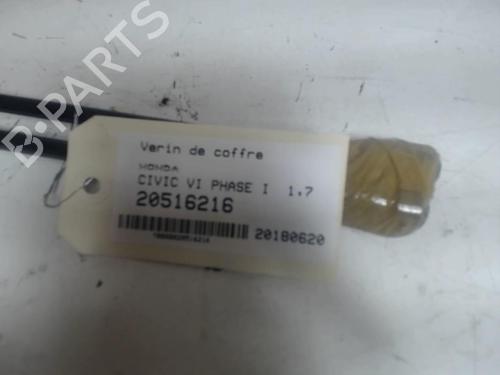 B-PARTS
Verin de coffre
HONDA
CIVIC VI PHASE I 1.7
20516216
20180620